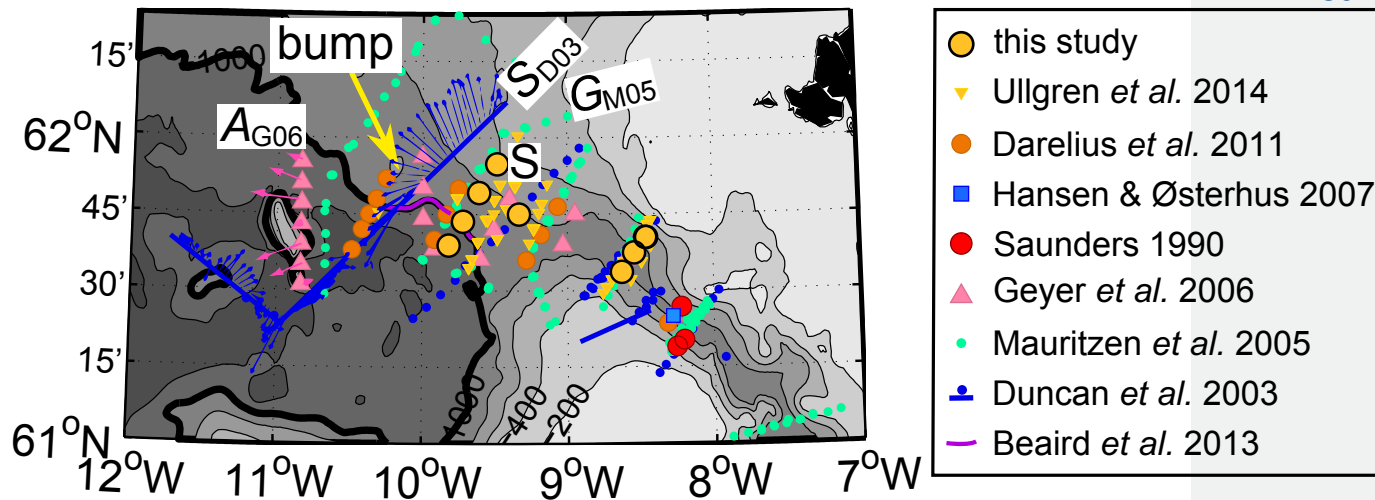 15'
1000
bump
S_D03
G_M05
A_G06
62°N
S
45'
30'
15'
1000
-400
-200
61°N
12°W 11°W 10°W 9°W 8°W 7°W
this study
Ullgren et al. 2014
Darelius et al. 2011
Hansen & Østerhus 2007
Saunders 1990
Geyer et al. 2006
Mauritzen et al. 2005
Duncan et al. 2003
Beaird et al. 2013